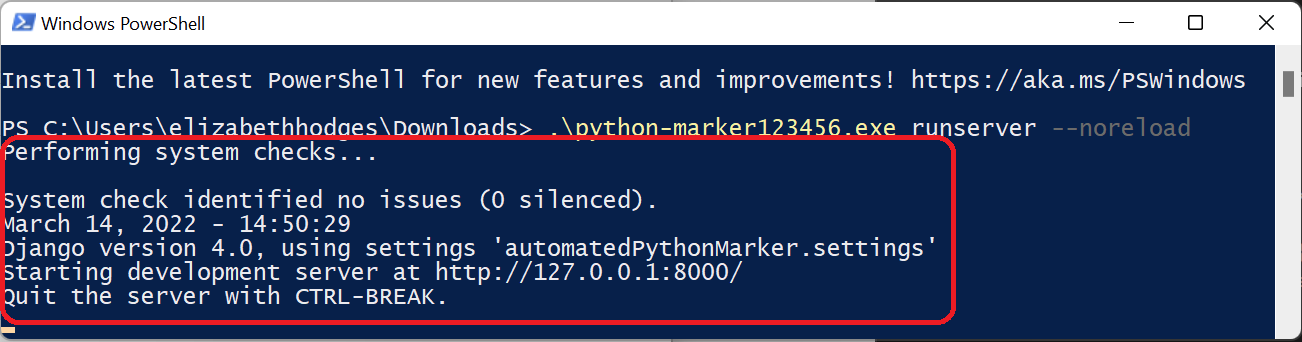 Windows PowerShell
Install the latest PowerShell for new features and improvements! https://aka.ms/PSWindows
PS C:\Users\elizabethhodges\Downloads> .\python-marker123456.exe runserver --noreload
Performing system checks...
System check identified no issues (0 silenced).
March 14, 2022 - 14:50:29
Django version 4.0, using settings 'automatedPythonMarker.settings'
Starting development server at http://127.0.0.1:8000/
Quit the server with CTRL-BREAK.